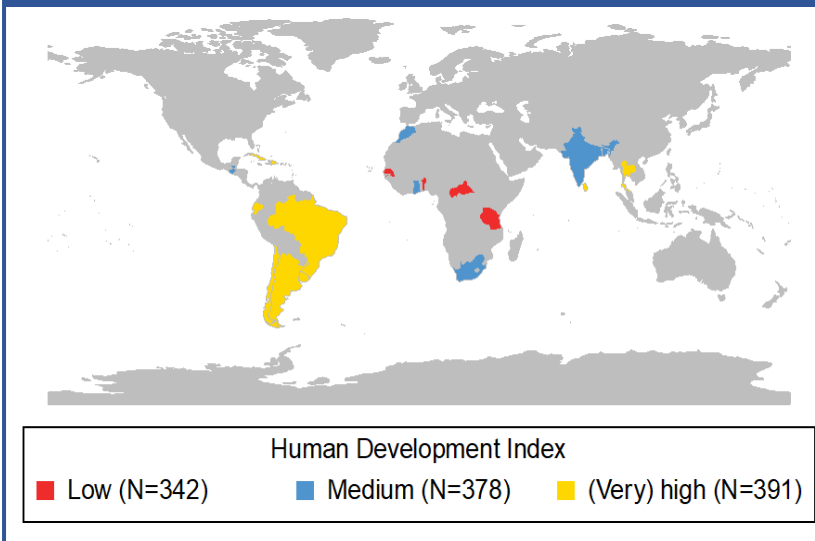 Human Development Index
Low (N=342) Medium (N=378) (Very) high (N=391)